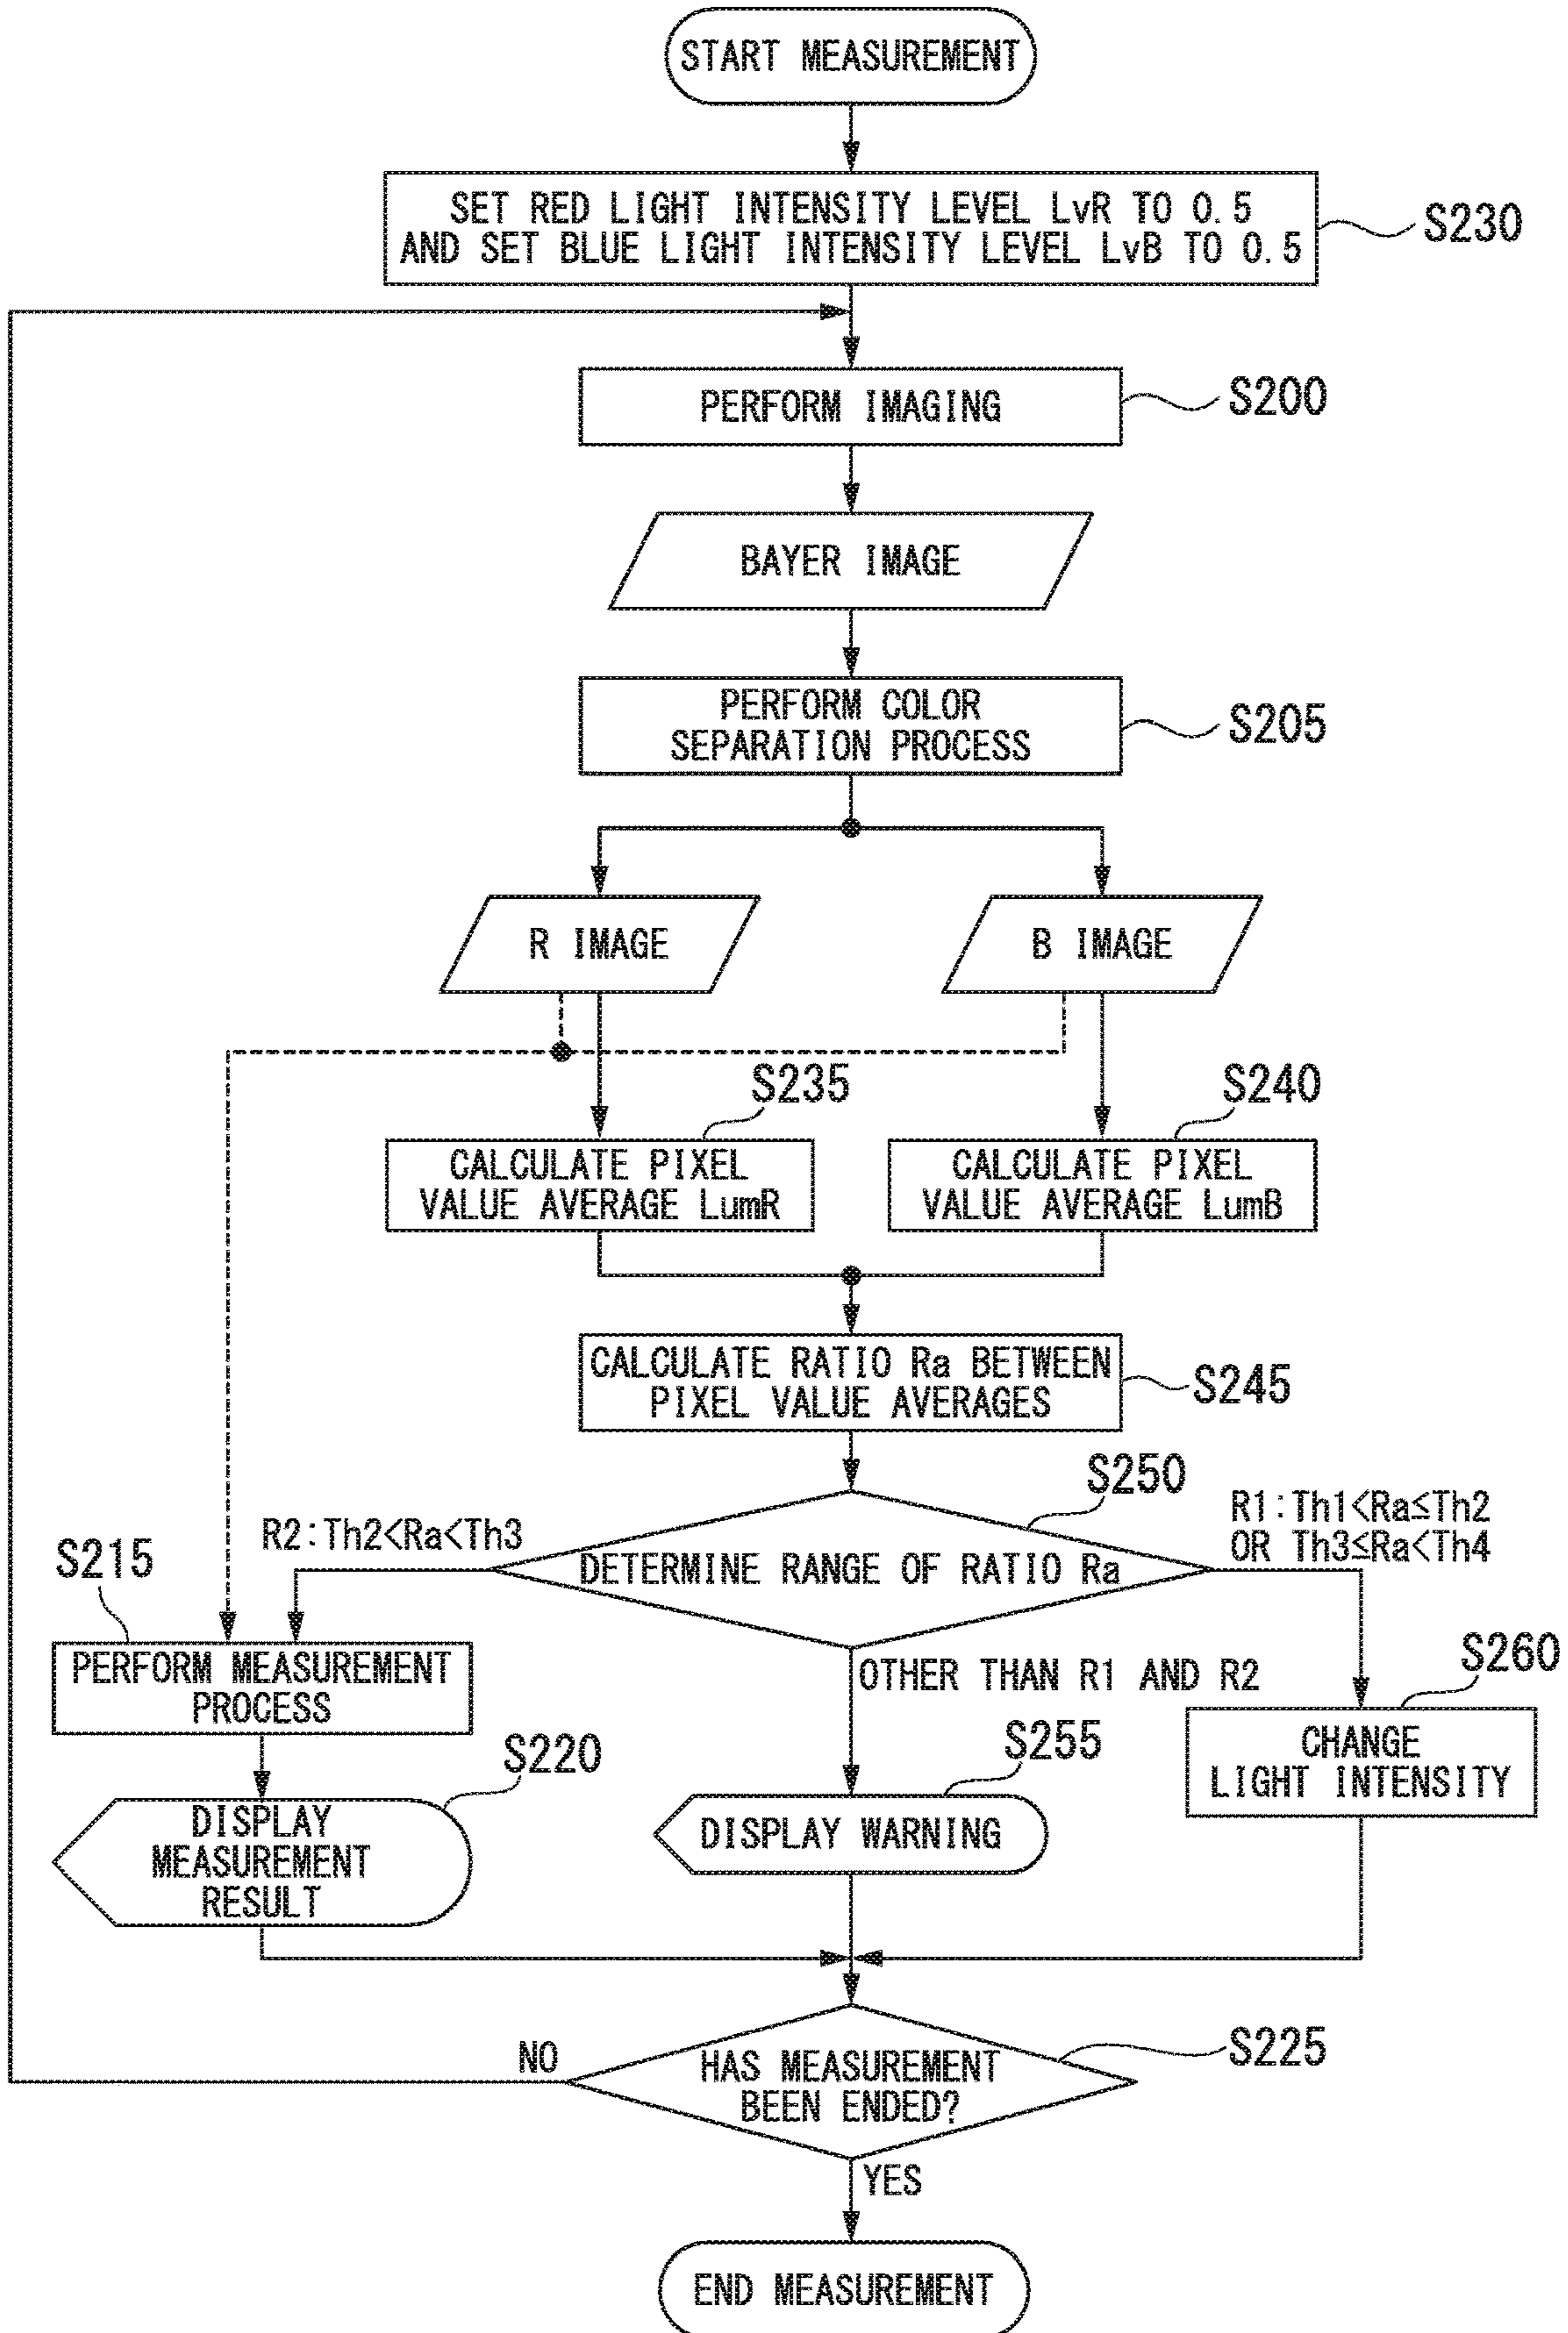 START MEASUREMENT
SET RED LIGHT INTENSITY LEVEL LvR TO 0.5
AND SET BLUE LIGHT INTENSITY LEVEL LvB TO 0.5
S230
PERFORM IMAGING
S200
BAYER IMAGE
PERFORM COLOR
SEPARATION PROCESS
S205
R IMAGE
B IMAGE
S235
S240
CALCULATE PIXEL
VALUE AVERAGE LumR
CALCULATE PIXEL
VALUE AVERAGE LumB
CALCULATE RATIO Ra BETWEEN
PIXEL VALUE AVERAGES
S245
S250
R1:Th1<Ra≤Th2
OR Th3≤Ra<Th4
R2:Th2<Ra<Th3
DETERMINE RANGE OF RATIO Ra
S215
PERFORM MEASUREMENT
PROCESS
OTHER THAN R1 AND R2
S260
CHANGE
LIGHT INTENSITY
S220
DISPLAY
MEASUREMENT
RESULT
S255
DISPLAY WARNING
NO
HAS MEASUREMENT
BEEN ENDED?
S225
YES
END MEASUREMENT